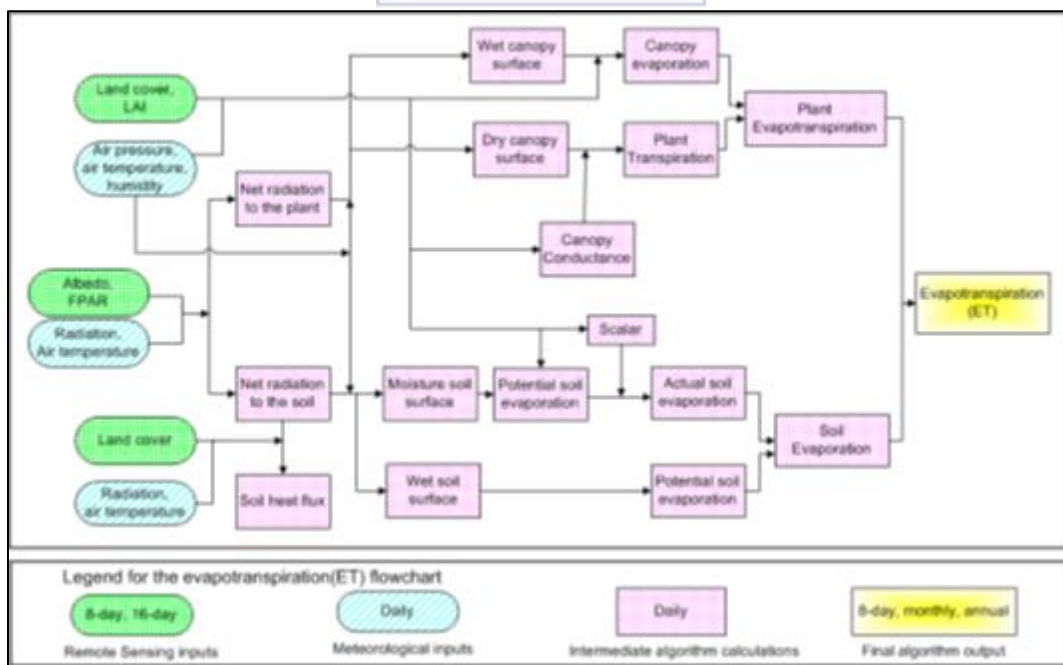 Wet canopy
surface
Canopy
evaporation
Land cover,
LAI
Plant
Evapotranspiration
Air pressure,
air temperature,
humidity
Dry canopy
surface
Plant
Transpiration
Net radiation
to the plant
Canopy
Conductance
Albedo,
FPAR
Evapotranspiration
(ET)
Radiation,
Air temperature
Scalar
Net radiation
to the soil
Moisture soil
surface
Potential soil
evaporation
Actual soil
evaporation
Land cover
Soil
Evaporation
Radiation,
air temperature
Soil heat flux
Wet soil
surface
Potential soil
evaporation
Legend for the evapotranspiration(ET) flowchart
8-day, 16-day
Daily
Daily
8-day, monthly, annual
Remote Sensing inputs
Meteorological inputs
Intermediate algorithm calculations
Final algorithm output